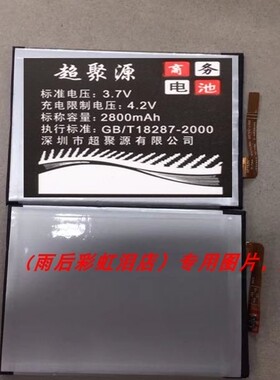 超聚源
商务
电池
标准电压：3.7V
充电限制电压：4.2V
标称容量：2800mAh
执行标准：GB/T18287-2000
深圳市超聚源有限公司
（雨后彩虹泪店）专用图片，